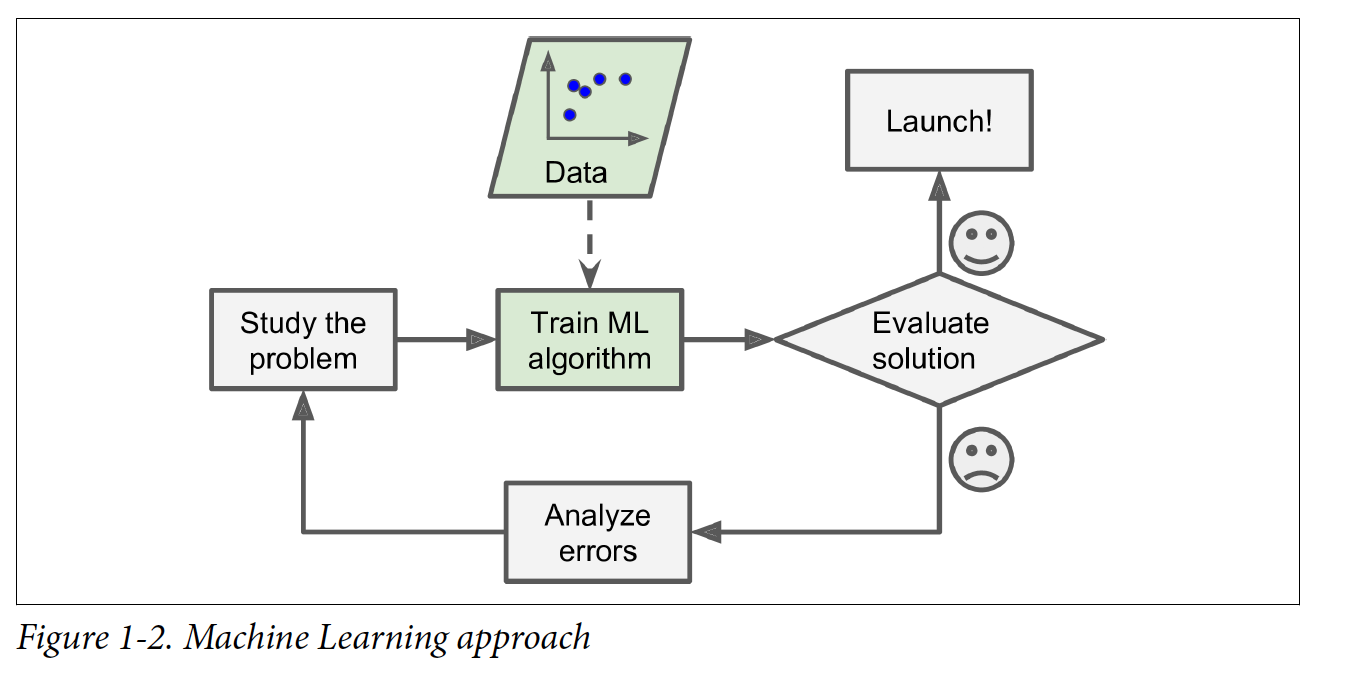 Data
Launch!
Study the
problem
Train ML
algorithm
Evaluate
solution
Analyze
errors
Figure 1-2. Machine Learning approach